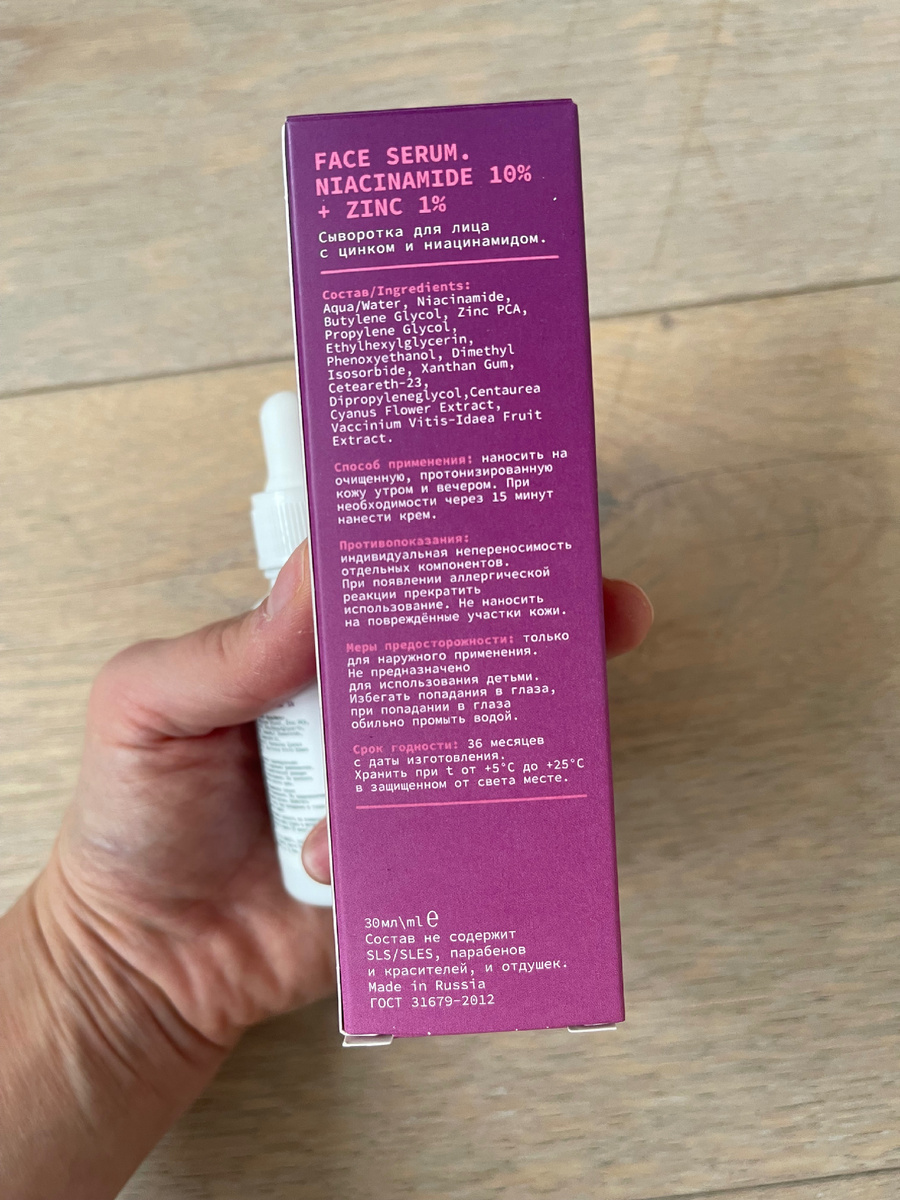 FACE SERUM.
NIACINAMIDE 10%
+ ZINC 1%
Сыворотка для лица
с цинком и ниацинамидом.
Состав/Ingredients:
Aqua/Water, Niacinamide,
Butylene Glycol, Zinc PCA,
Propylene Glycol,
Ethylhexylglycerin,
Phenoxyethanol, Dimethyl
Isosorbide, Xanthan Gum,
Ceteareth-23,
Dipropyleneglycol,Centaurea
Cyanus Flower Extract,
Vaccinium Vitis-Idaea Fruit
Extract.
Способ применения: наносить на
очищенную, протонизированную
кожу утром и вечером. При
необходимости через 15 минут
нанести крем.
Противопоказания:
индивидуальная непереносимость
отдельных компонентов.
При появлении аллергической
реакции прекратить
использование. Не наносить
на повреждённые участки кожи.
Меры предосторожности: только
для наружного применения.
Не предназначено
для использования детьми.
Избегать попадания в глаза,
при попадании в глаза
обильно промыть водой.
Срок годности: 36 месяцев
с даты изготовления.
Хранить при t от +5°C до +25°C
в защищенном от света месте.
30мл\ml℮
Состав не содержит
SLS/SLES, парабенов
и красителей, и отдушек.
Made in Russia
ГОСТ 31679-2012